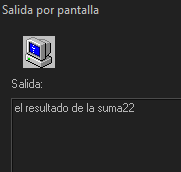 Salida por pantalla
Salida:
el resultado de la suma22